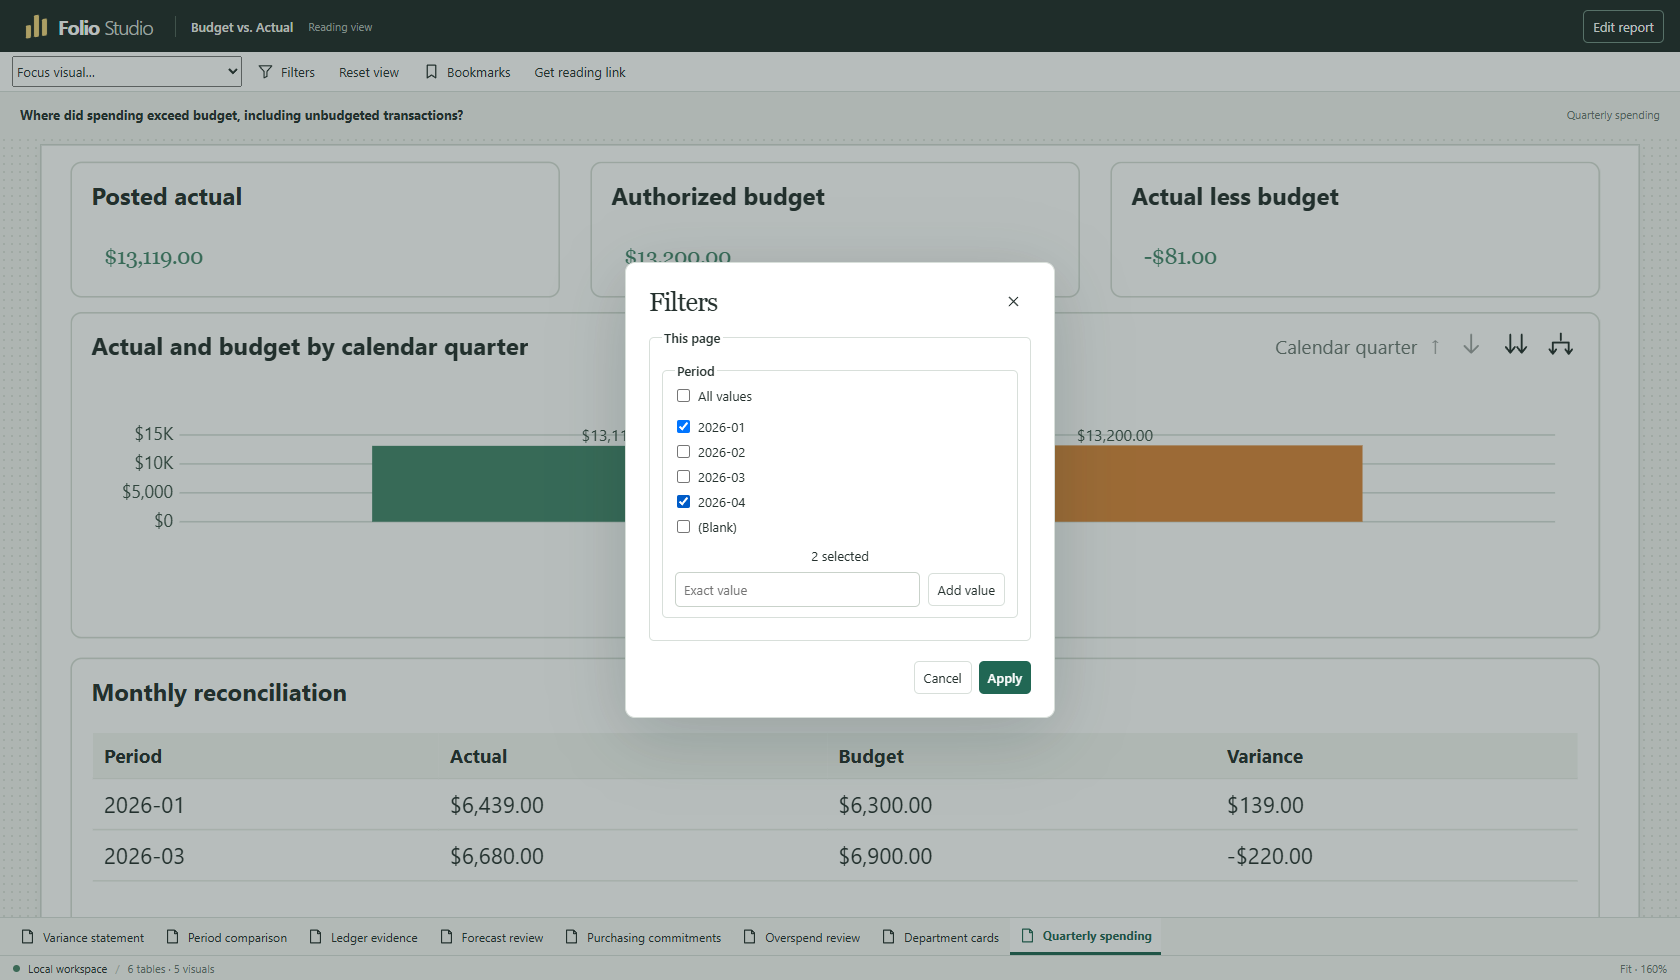 Folio Studio
Budget vs. Actual
Reading view
Edit report
Focus visual...
Filters
Reset view
Bookmarks
Get reading link
Where did spending exceed budget, including unbudgeted transactions?
Quarterly spending
Posted actual
$13,119.00
Authorized budget
$13,200.00
Actual less budget
-$81.00
Actual and budget by calendar quarter
Calendar quarter ↑
$15K
$10K
$5,000
$0
$13,11
$13,200.00
Filters
This page
Period
All values
2026-01
2026-02
2026-03
2026-04
(Blank)
2 selected
Exact value
Add value
Cancel
Apply
Monthly reconciliation
Period Actual Budget Variance
2026-01 $6,439.00 $6,300.00 $139.00
2026-03 $6,680.00 $6,900.00 -$220.00
Variance statement
Period comparison
Ledger evidence
Forecast review
Purchasing commitments
Overspend review
Department cards
Quarterly spending
Local workspace / 6 tables · 5 visuals
Fit · 160%